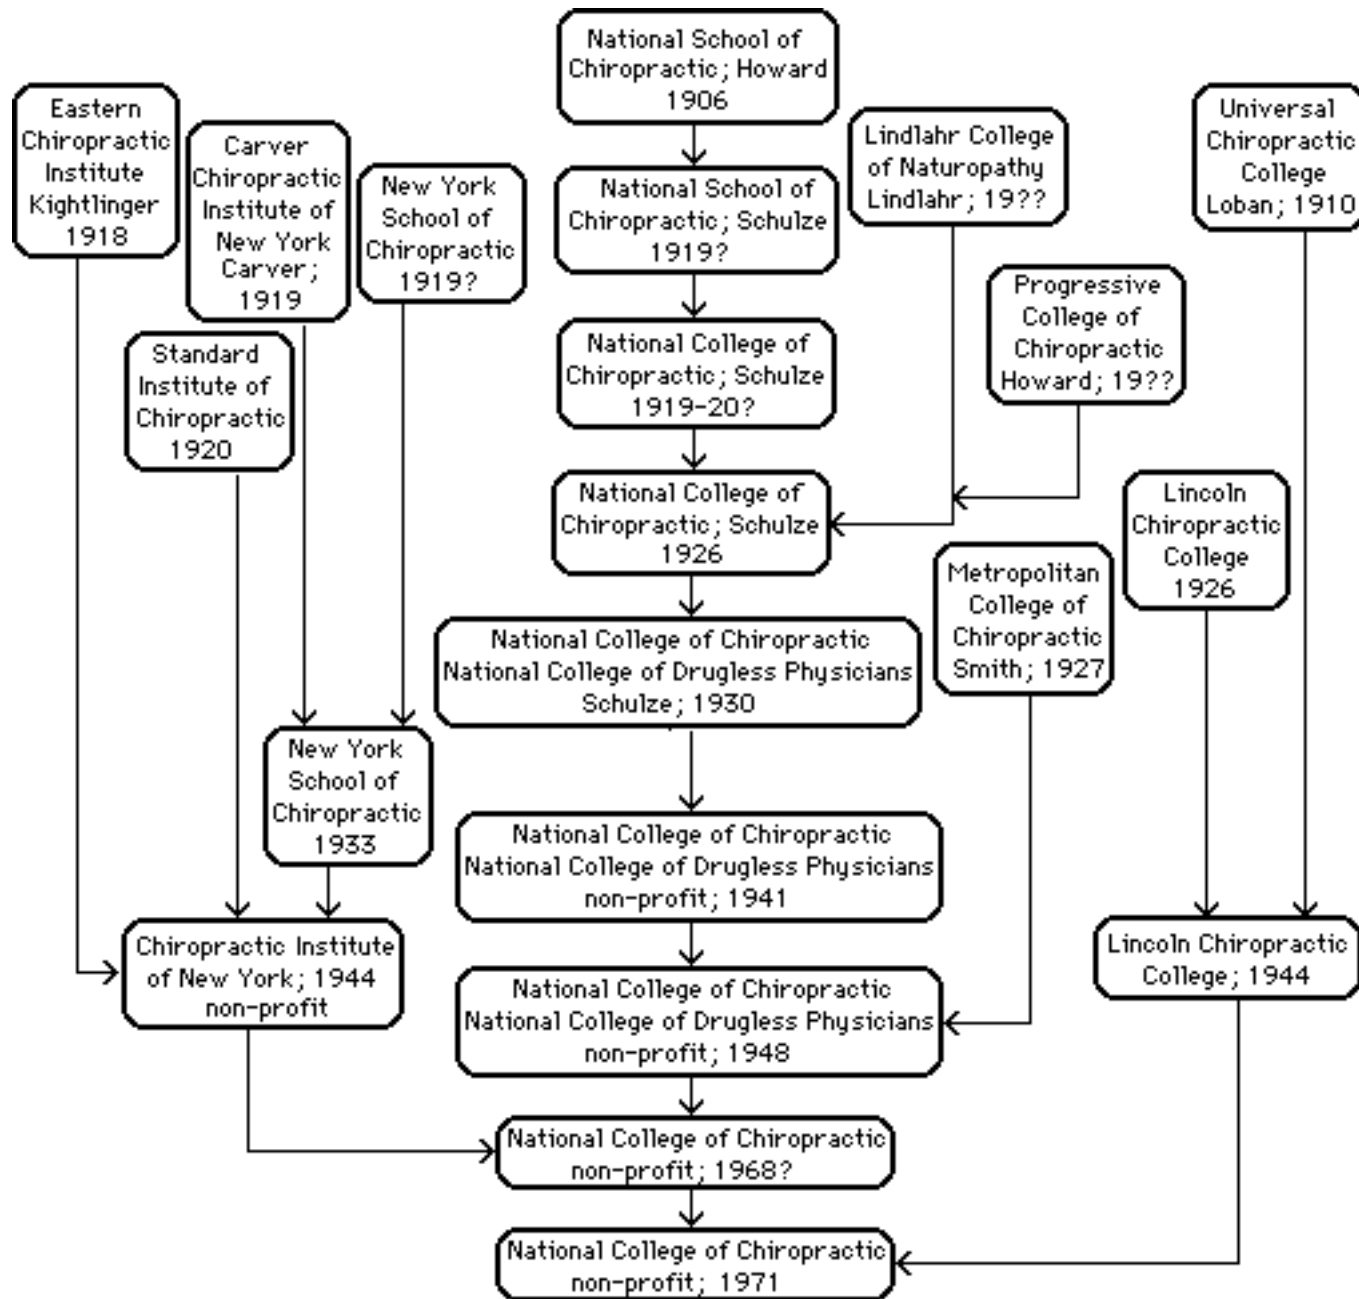 National School of
Chiropractic; Howard
1906
Eastern
Chiropractic
Institute
Kightlinger
1918
Carver
Chiropractic
Institute of
New York
Carver;
1919
New York
School of
Chiropractic
1919?
National School of
Chiropractic; Schulze
1919?
Lindlahr College
of Naturopathy
Lindlahr; 19??
Universal
Chiropractic
College
Loban; 1910
Standard
Institute of
Chiropractic
1920
National College of
Chiropractic; Schulze
1919-20?
Progressive
College of
Chiropractic
Howard; 19??
National College of
Chiropractic; Schulze
1926
Lincoln
Chiropractic
College
1926
Metropolitan
College of
Chiropractic
Smith; 1927
National College of Chiropractic
National College of Drugless Physicians
Schulze; 1930
New York
School of
Chiropractic
1933
National College of Chiropractic
National College of Drugless Physicians
non-profit; 1941
Chiropractic Institute
of New York; 1944
non-profit
Lincoln Chiropractic
College; 1944
National College of Chiropractic
National College of Drugless Physicians
non-profit; 1948
National College of Chiropractic
non-profit; 1968?
National College of Chiropractic
non-profit; 1971